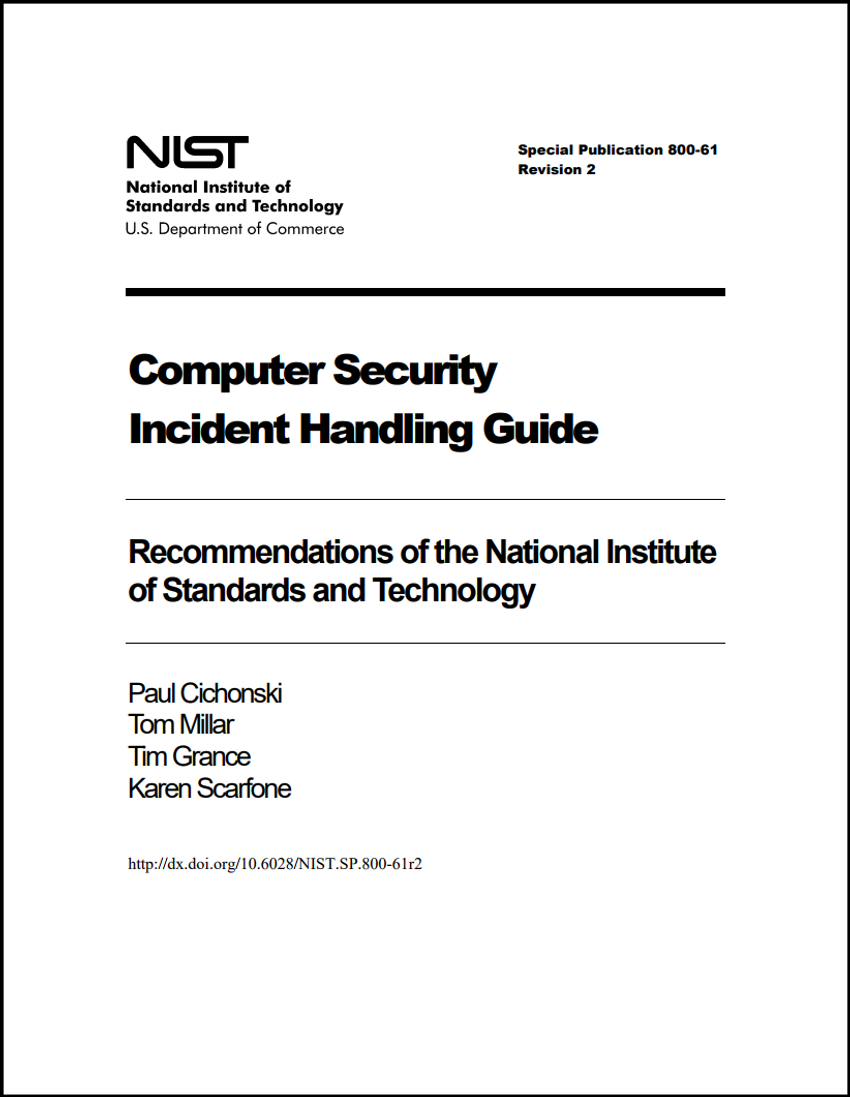 NIST
National Institute of
Standards and Technology
U.S. Department of Commerce
Special Publication 800-61
Revision 2
Computer Security
Incident Handling Guide
Recommendations of the National Institute
of Standards and Technology
Paul Cichonski
Tom Millar
Tim Grance
Karen Scarfone
http://dx.doi.org/10.6028/NIST.SP.800-61r2